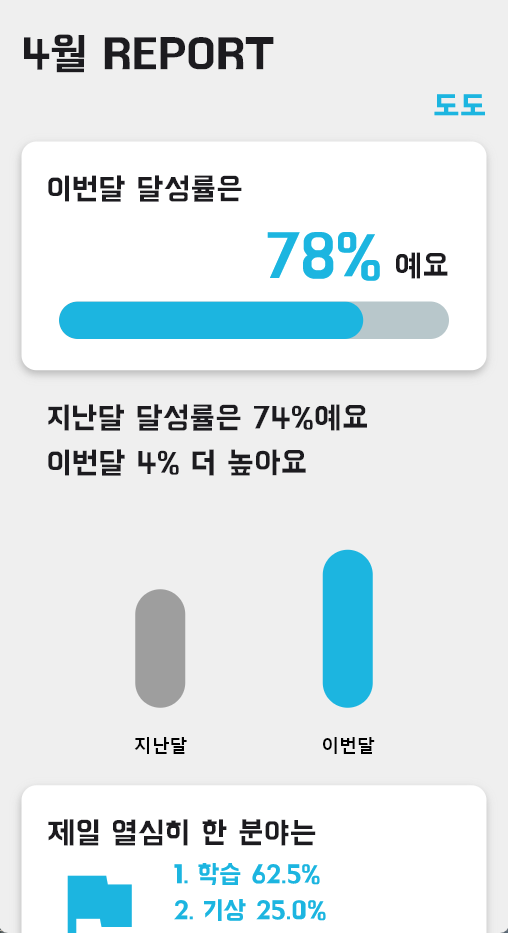 4월 REPORT
도도
이번달 달성률은
78% 예요
지난달 달성률은 74%예요
이번달 4% 더 높아요
지난달
이번달
제일 열심히 한 분야는
1. 학습 62.5%
2. 기상 25.0%